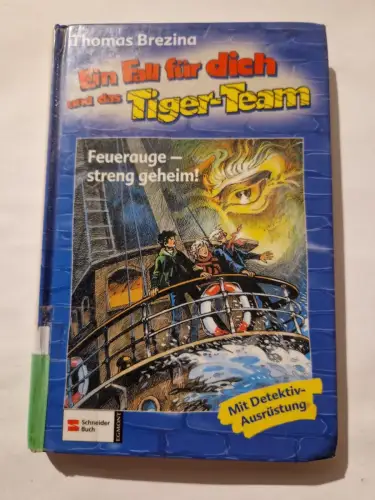 Thomas Brezina
Ein Fall für dich
und das Tiger-Team
Feuerauge –
streng geheim!
Mit Detektiv-
Ausrüstung
Schneider
Buch
EGMONT